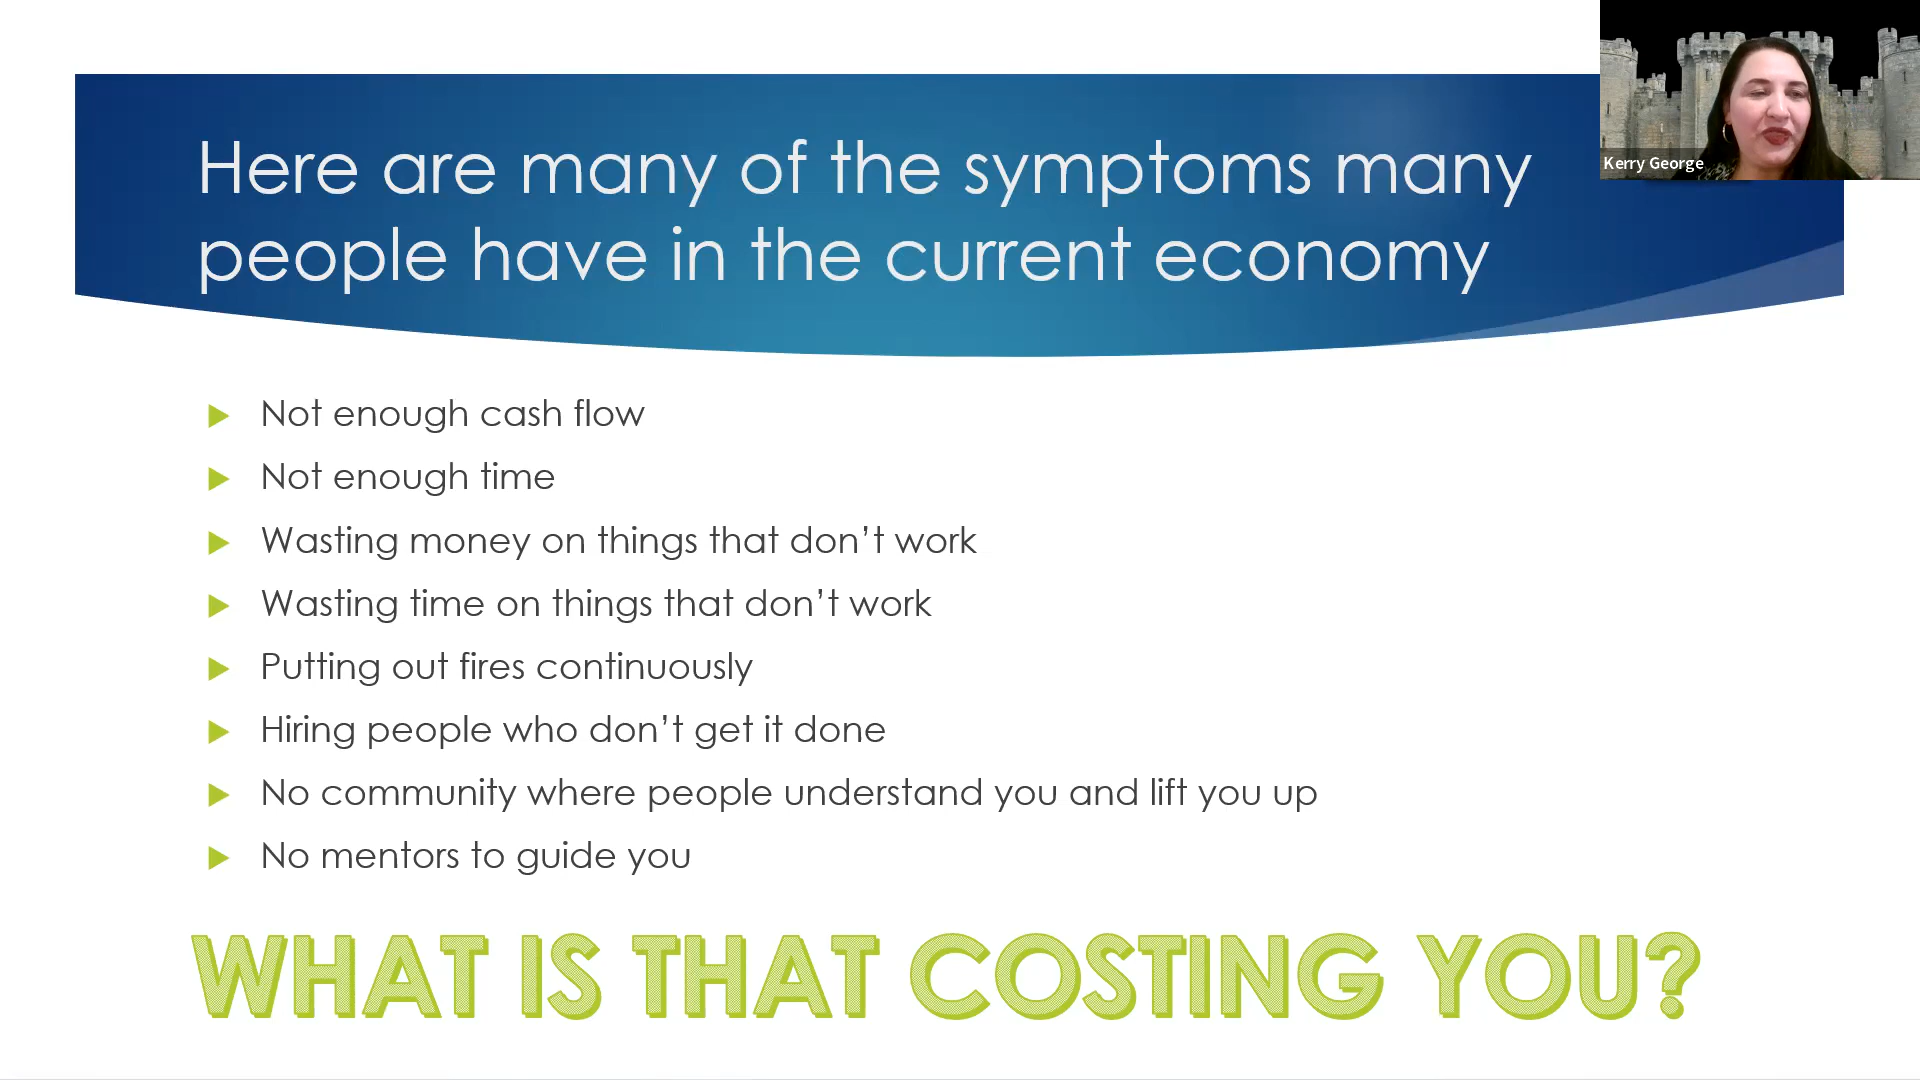 Here are many of the symptoms many
people have in the current economy
Kerry George
Not enough cash flow
Not enough time
Wasting money on things that don’t work
Wasting time on things that don’t work
Putting out fires continuously
Hiring people who don’t get it done
No community where people understand you and lift you up
No mentors to guide you
WHAT IS THAT COSTING YOU?